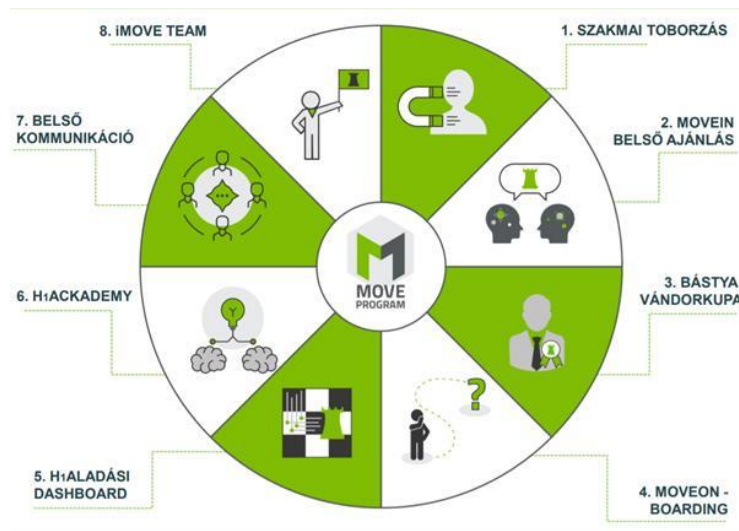 8. iMOVE TEAM
1. SZAKMAI TOBORZÁS
7. BELSŐ
KOMMUNIKÁCIÓ
2. MOVEIN
BELSŐ AJÁNLÁS
MOVE
PROGRAM
6. H1ACKADEMY
3. BÁSTYA
VÁNDORKUPA
5. H1ALADÁSI
DASHBOARD
4. MOVEON -
BOARDING